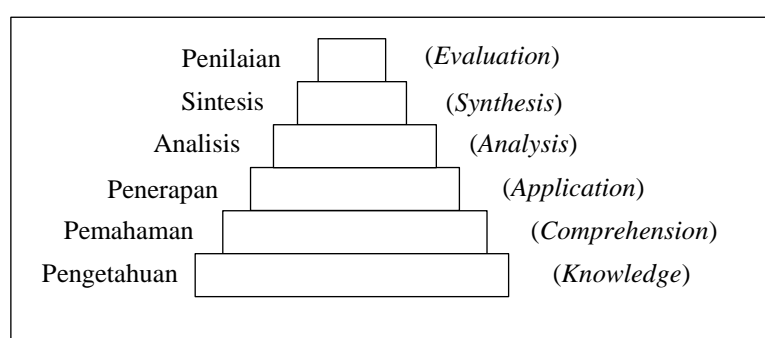 Penilaian (Evaluation)
Sintesis (Synthesis)
Analisis (Analysis)
Penerapan (Application)
Pemahaman (Comprehension)
Pengetahuan (Knowledge)